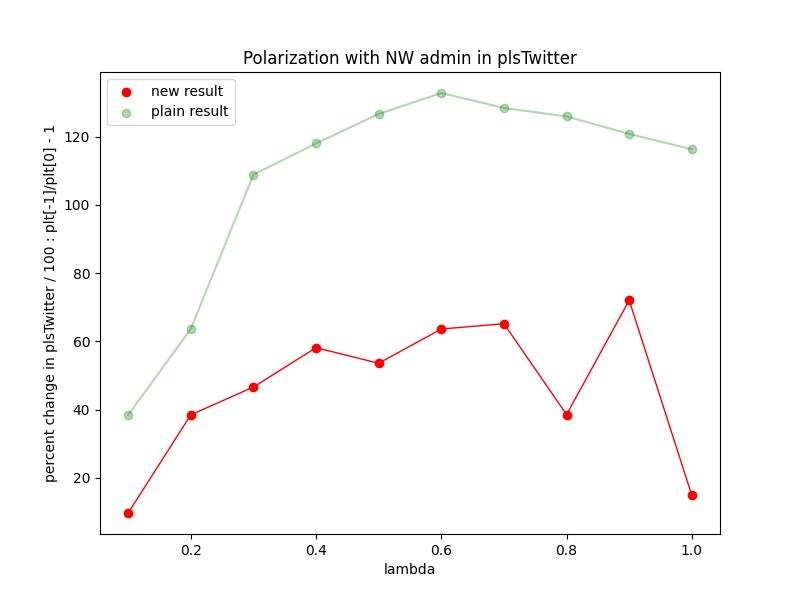 Polarization with NW admin in plsTwitter
new result
plain result
percent change in plsTwitter / 100 : plt[-1]/plt[0] - 1
120
100
80
60
40
20
0.2 0.4 0.6 0.8 1.0
lambda